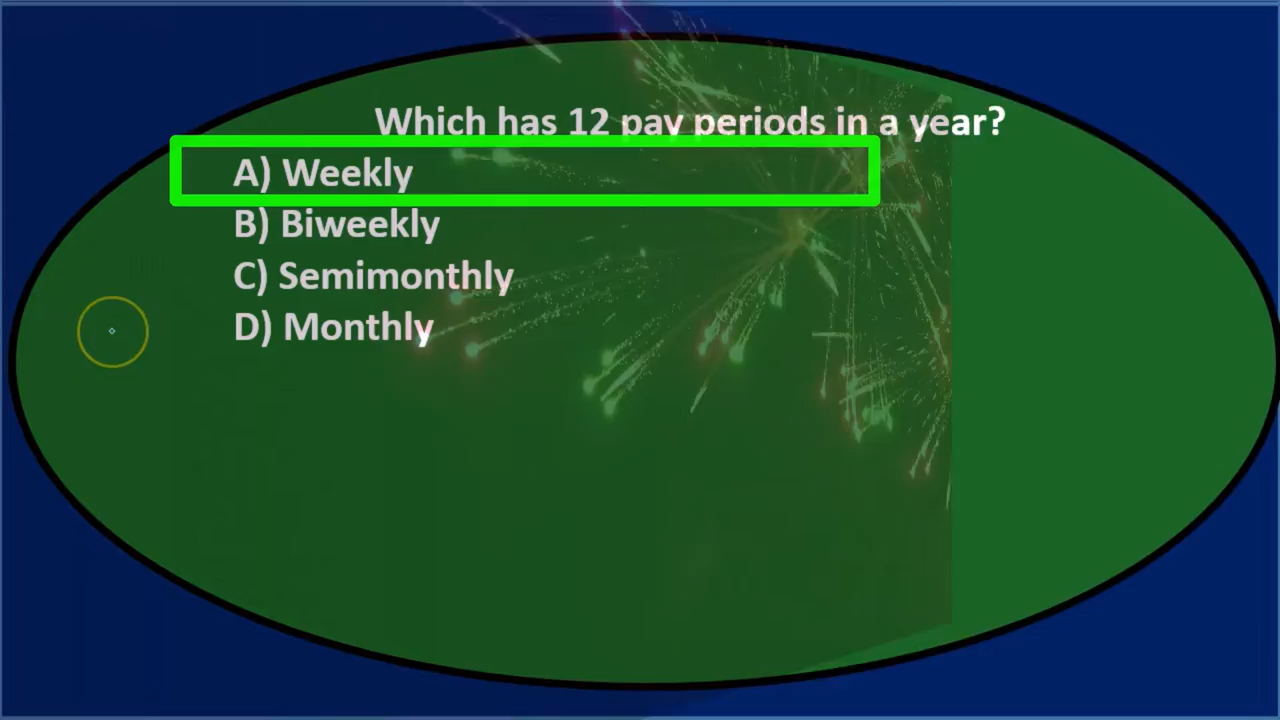 Which has 12 pay periods in a year?
A) Weekly
B) Biweekly
C) Semimonthly
D) Monthly